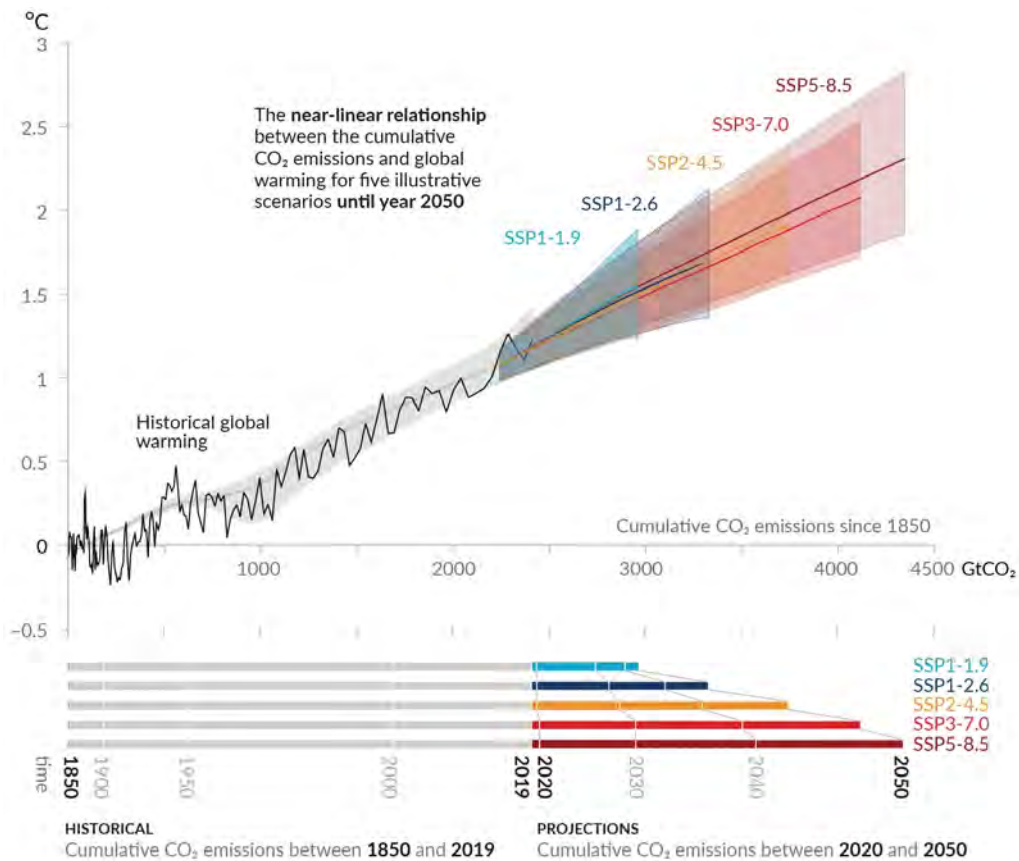 °C
3
2.5
2
1.5
1
0.5
0
−0.5
The near-linear relationship
between the cumulative
CO₂ emissions and global
warming for five illustrative
scenarios until year 2050
SSP5-8.5
SSP3-7.0
SSP2-4.5
SSP1-2.6
SSP1-1.9
Historical global
warming
Cumulative CO₂ emissions since 1850
1000 2000 3000 4000 4500 GtCO₂
SSP1-1.9
SSP1-2.6
SSP2-4.5
SSP3-7.0
SSP5-8.5
time 1850 1900 1950 2000 2019 2020 2030 2040 2050
HISTORICAL
Cumulative CO₂ emissions between 1850 and 2019
PROJECTIONS
Cumulative CO₂ emissions between 2020 and 2050